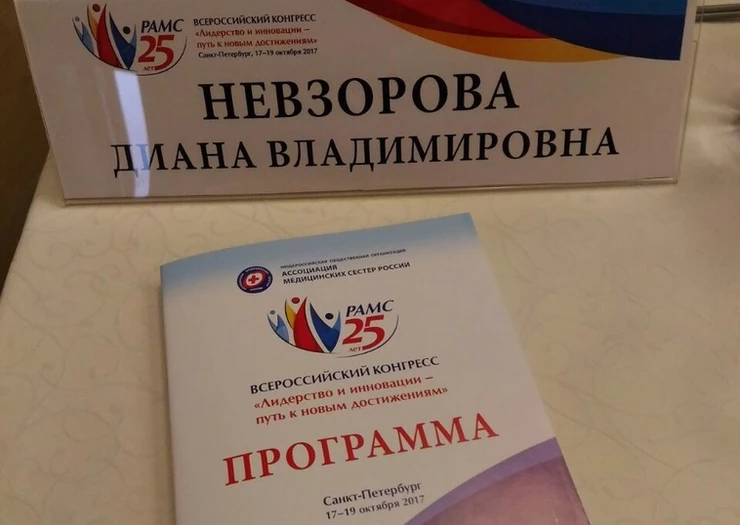 РАМС
25
лет
ВСЕРОССИЙСКИЙ КОНГРЕСС
«Лидерство и инновации –
путь к новым достижениям»
Санкт-Петербург, 17–19 октября 2017
НЕВЗОРОВА
ДИАНА ВЛАДИМИРОВНА
ОБЩЕРОССИЙСКАЯ ОБЩЕСТВЕННАЯ ОРГАНИЗАЦИЯ
АССОЦИАЦИЯ
МЕДИЦИНСКИХ СЕСТЕР РОССИИ
РАМС
25
лет
ВСЕРОССИЙСКИЙ КОНГРЕСС
«Лидерство и инновации –
путь к новым достижениям»
ПРОГРАММА
Санкт-Петербург
17–19 октября 2017